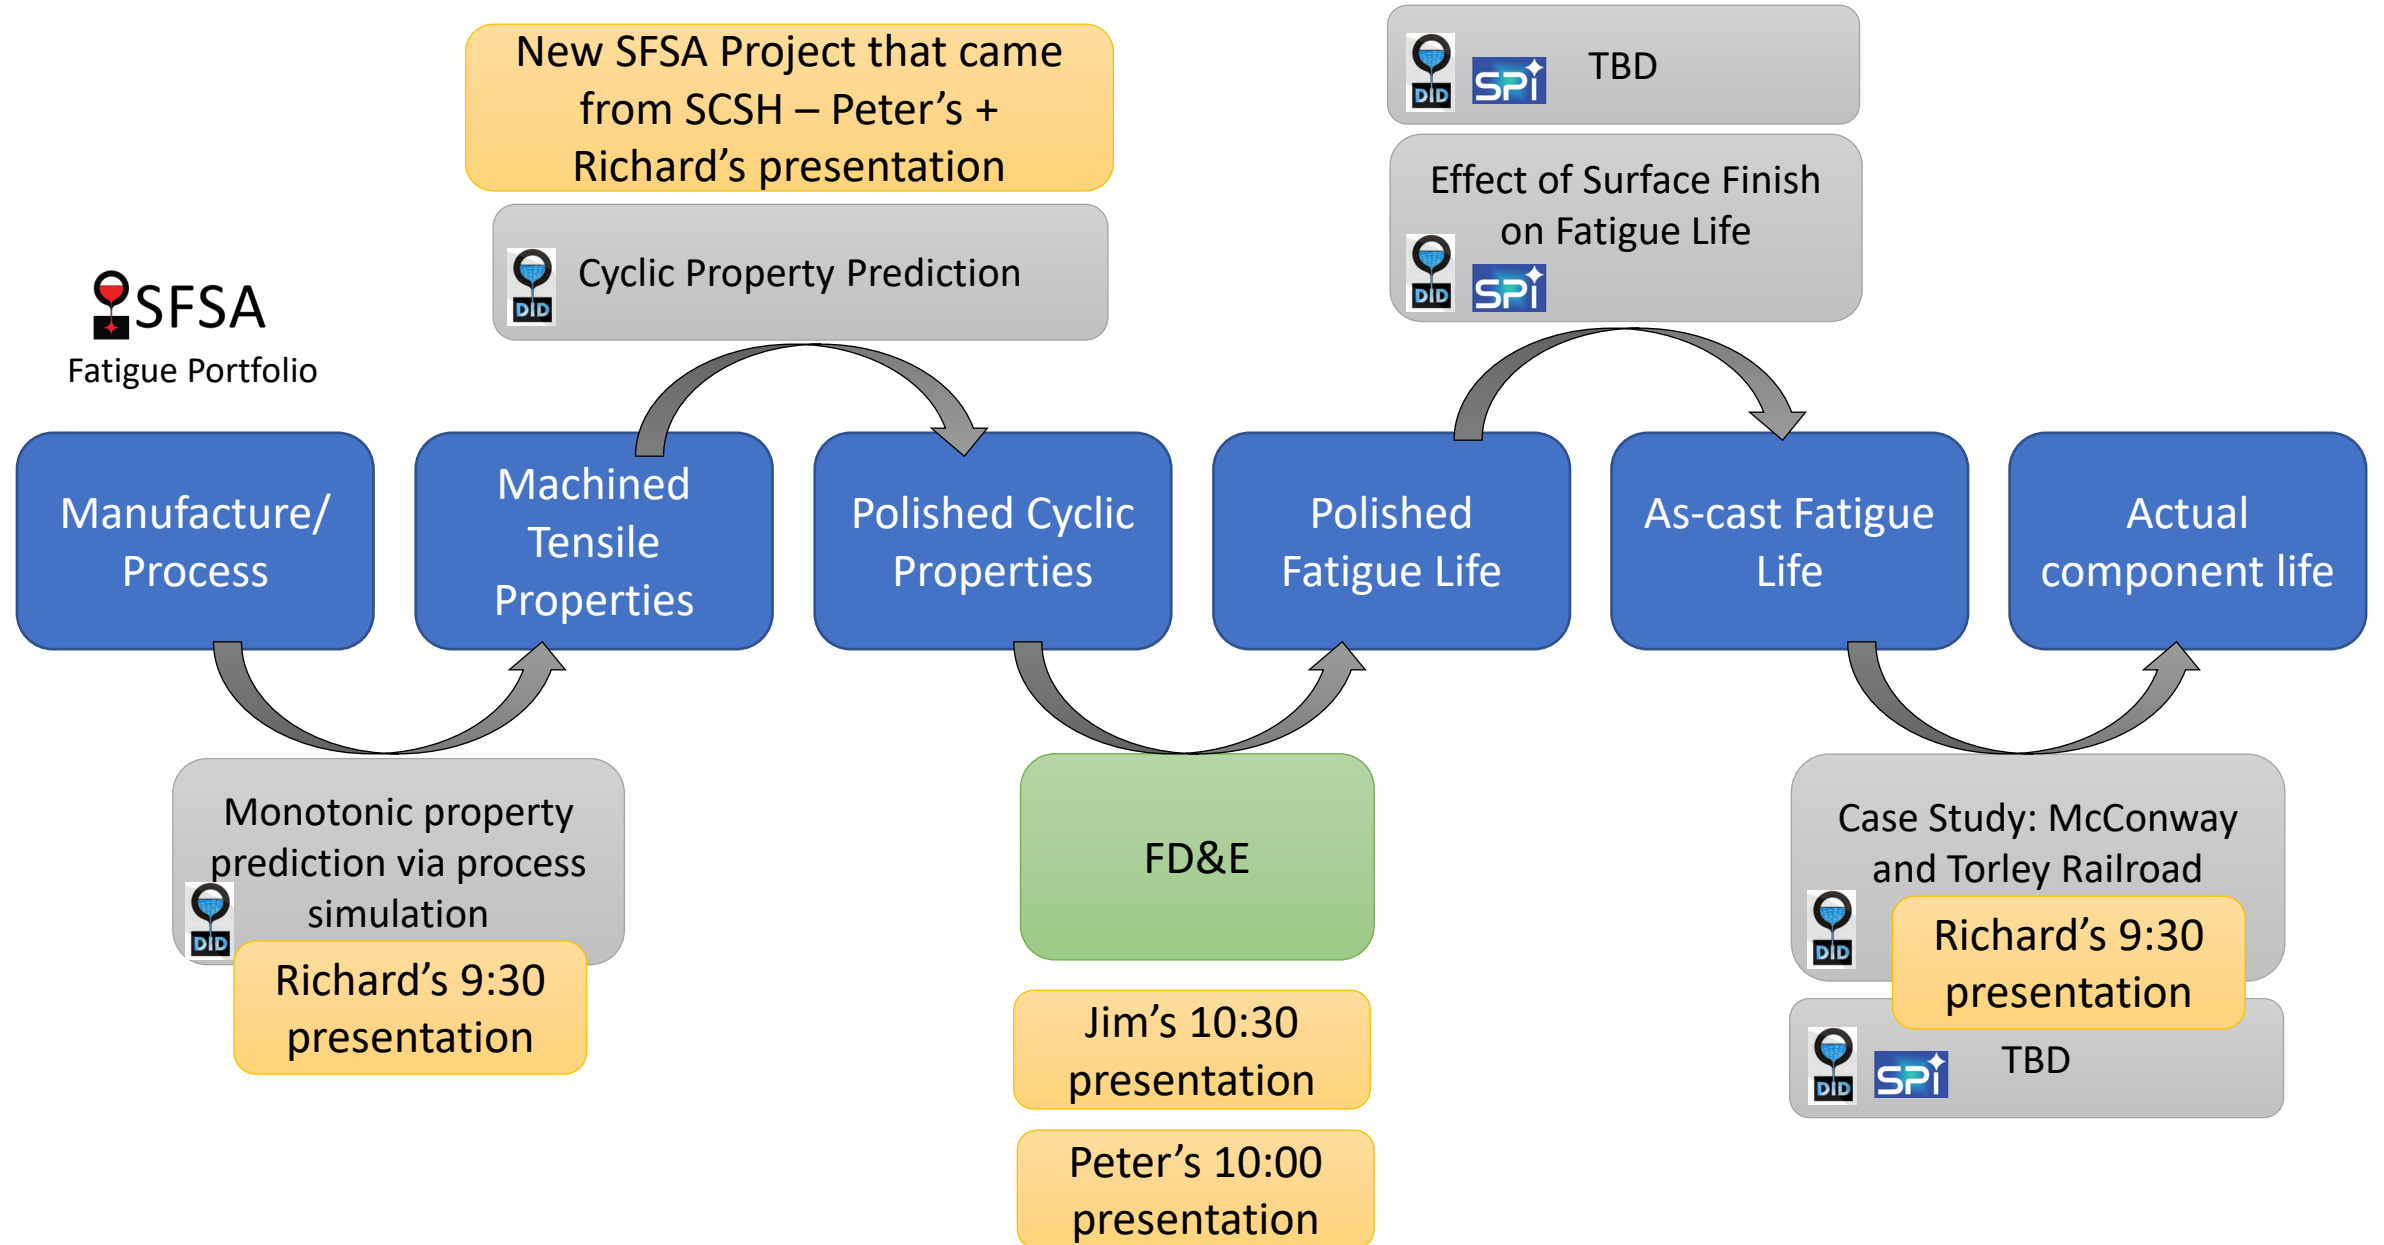 New SFSA Project that came
from SCSH – Peter’s +
Richard’s presentation
DID
Cyclic Property Prediction
DID
SPi
TBD
Effect of Surface Finish
on Fatigue Life
DID
SPi
SFSA
Fatigue Portfolio
Manufacture/
Process
Machined
Tensile
Properties
Polished Cyclic
Properties
Polished
Fatigue Life
As-cast Fatigue
Life
Actual
component life
Monotonic property
prediction via process
simulation
DID
Richard’s 9:30
presentation
FD&E
Jim’s 10:30
presentation
Peter’s 10:00
presentation
Case Study: McConway
and Torley Railroad
DID
Richard’s 9:30
presentation
DID
SPi
TBD